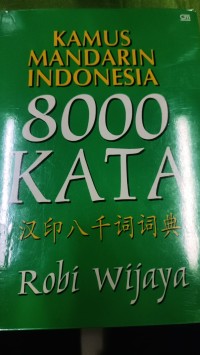 KAMUS
MANDARIN
INDONESIA
8000
KATA
汉印八千词词典
Robi Wijaya